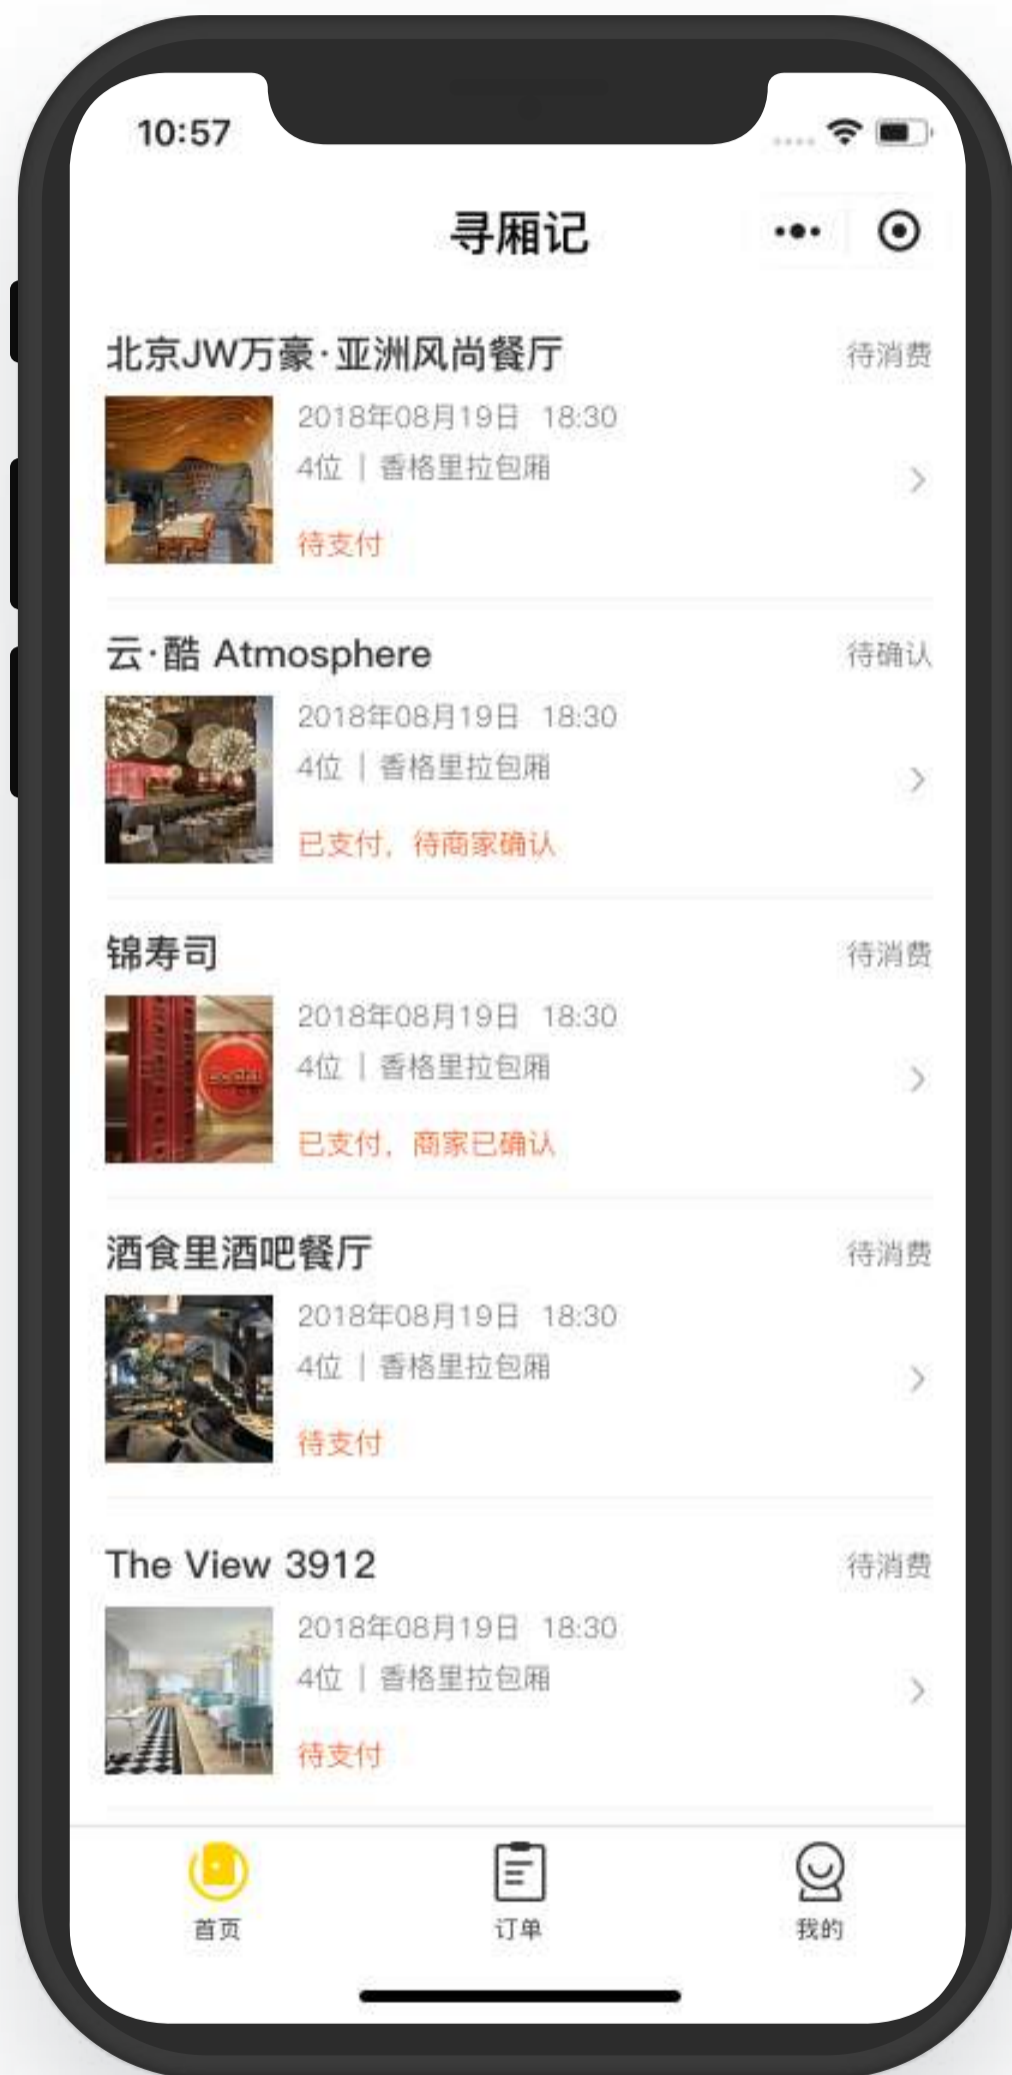 10:57
寻厢记
北京JW万豪·亚洲风尚餐厅 待消费
2018年08月19日 18:30
4位 | 香格里拉包厢
待支付
云·酷 Atmosphere 待确认
2018年08月19日 18:30
4位 | 香格里拉包厢
已支付，待商家确认
锦寿司 待消费
2018年08月19日 18:30
4位 | 香格里拉包厢
已支付，商家已确认
酒食里酒吧餐厅 待消费
2018年08月19日 18:30
4位 | 香格里拉包厢
待支付
The View 3912 待消费
2018年08月19日 18:30
4位 | 香格里拉包厢
待支付
首页 订单 我的